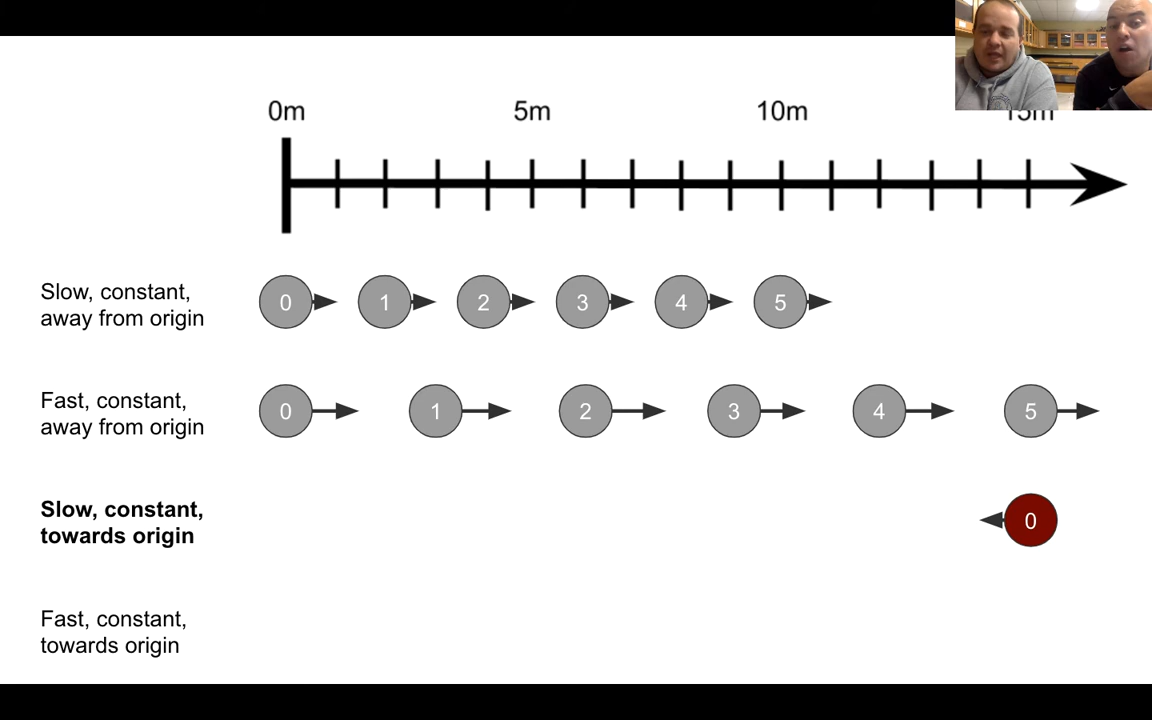 0m 5m 10m 15m
Slow, constant,
away from origin
0 1 2 3 4 5
Fast, constant,
away from origin
0 1 2 3 4 5
Slow, constant,
towards origin
0
Fast, constant,
towards origin